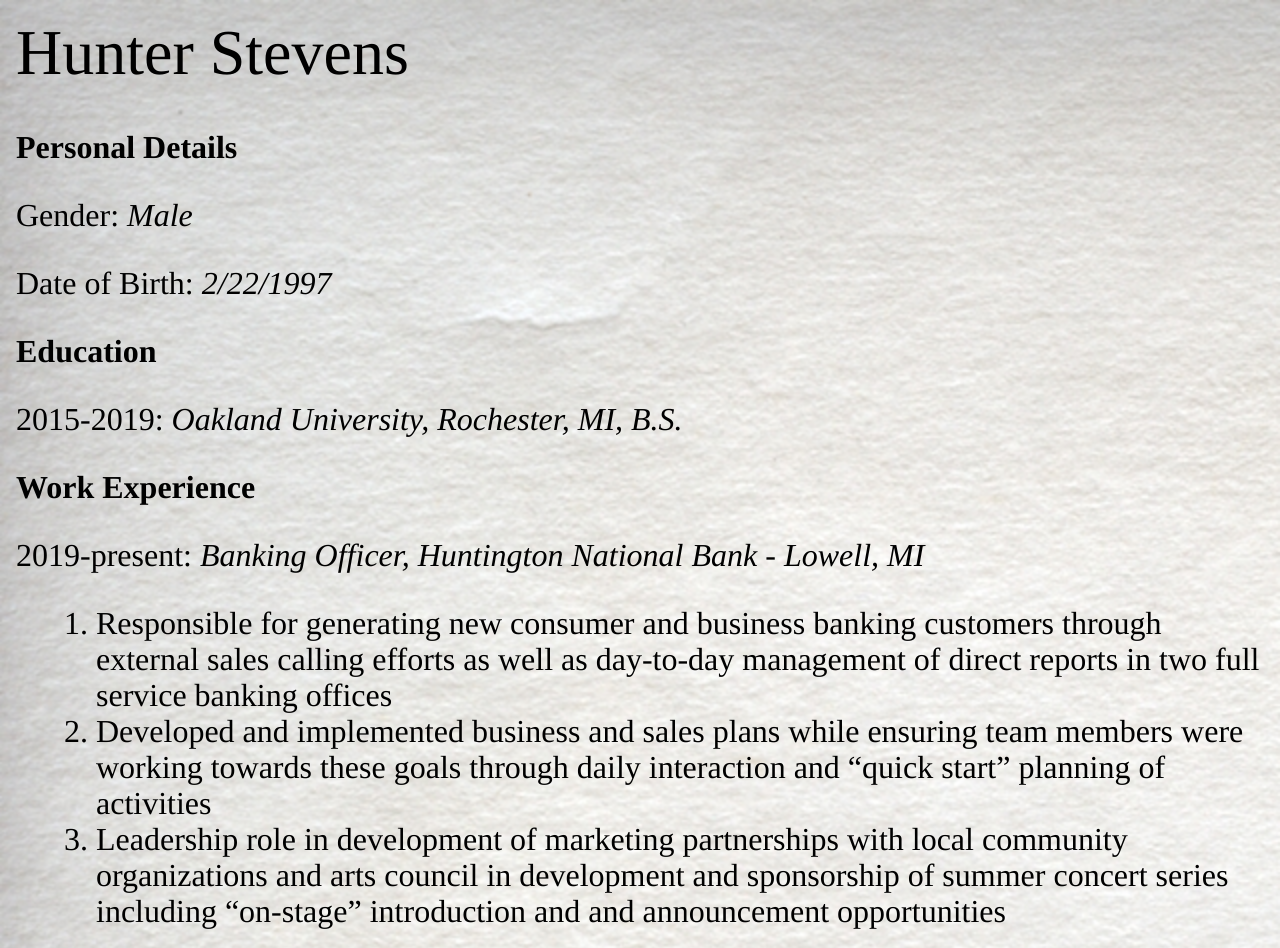 Hunter Stevens
Personal Details
Gender: Male
Date of Birth: 2/22/1997
Education
2015-2019: Oakland University, Rochester, MI, B.S.
Work Experience
2019-present: Banking Officer, Huntington National Bank - Lowell, MI
1. Responsible for generating new consumer and business banking customers through
external sales calling efforts as well as day-to-day management of direct reports in two full
service banking offices
2. Developed and implemented business and sales plans while ensuring team members were
working towards these goals through daily interaction and “quick start” planning of
activities
3. Leadership role in development of marketing partnerships with local community
organizations and arts council in development and sponsorship of summer concert series
including “on-stage” introduction and and announcement opportunities